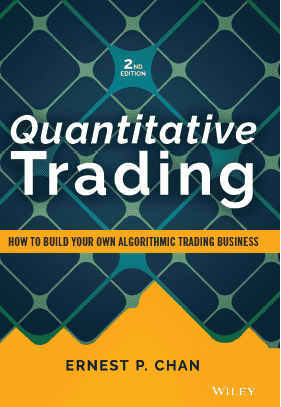 2ND
EDITION
Quantitative
Trading
HOW TO BUILD YOUR OWN ALGORITHMIC TRADING BUSINESS
ERNEST P. CHAN
WILEY